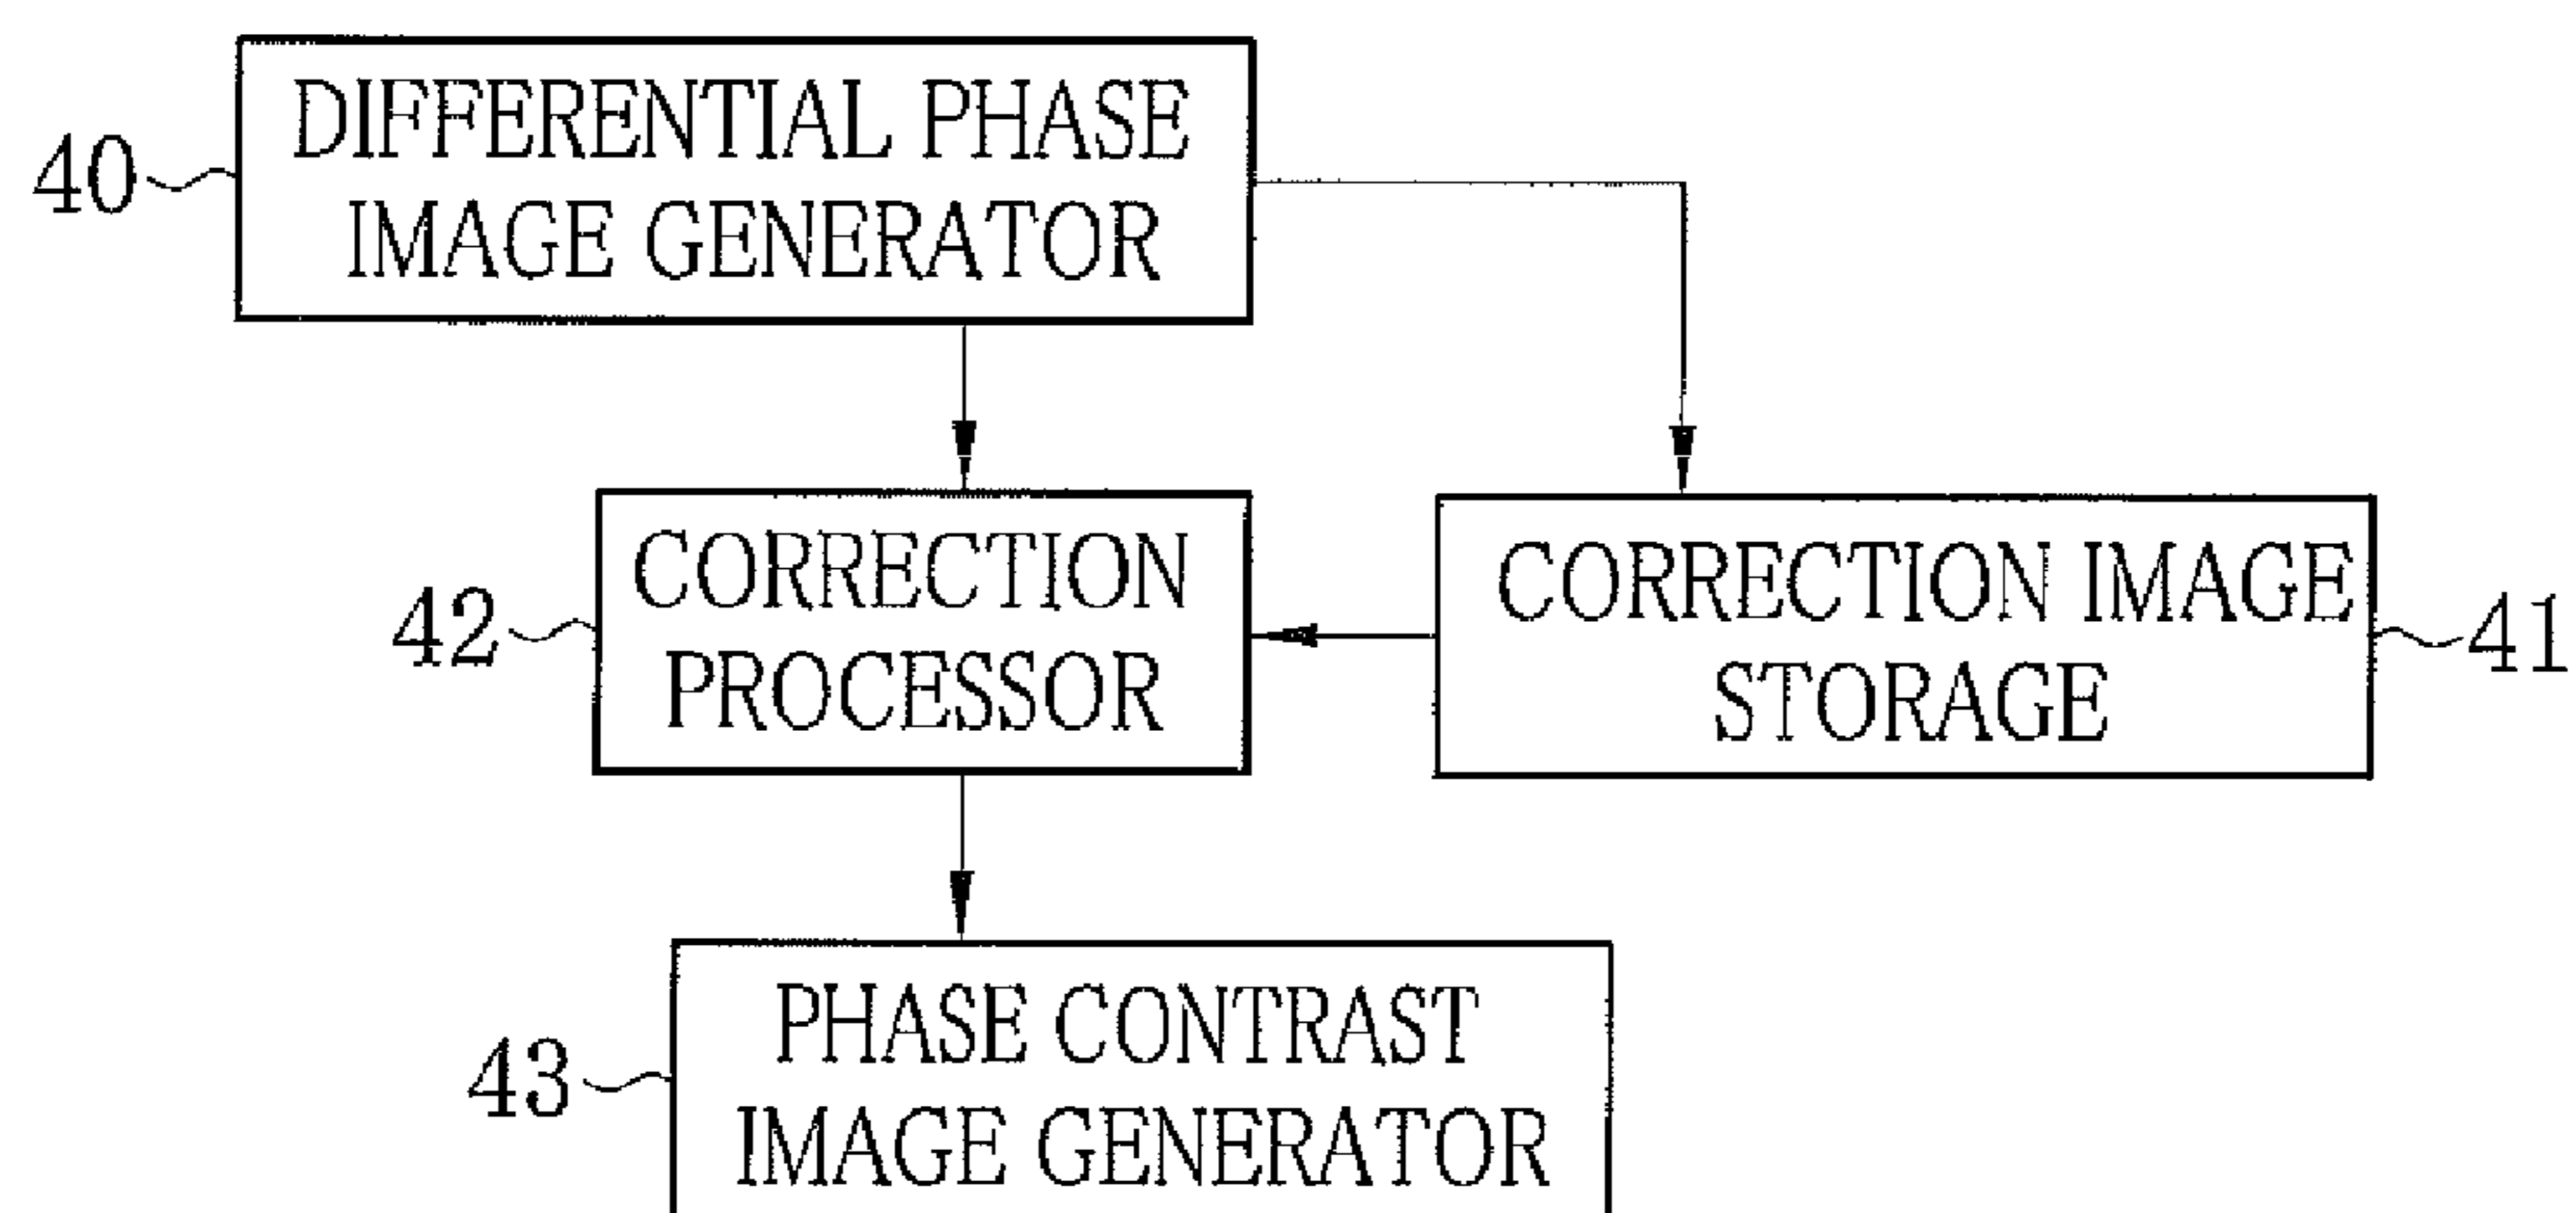 DIFFERENTIAL PHASE
IMAGE GENERATOR
40
CORRECTION
PROCESSOR
42
CORRECTION IMAGE
STORAGE
41
PHASE CONTRAST
IMAGE GENERATOR
43